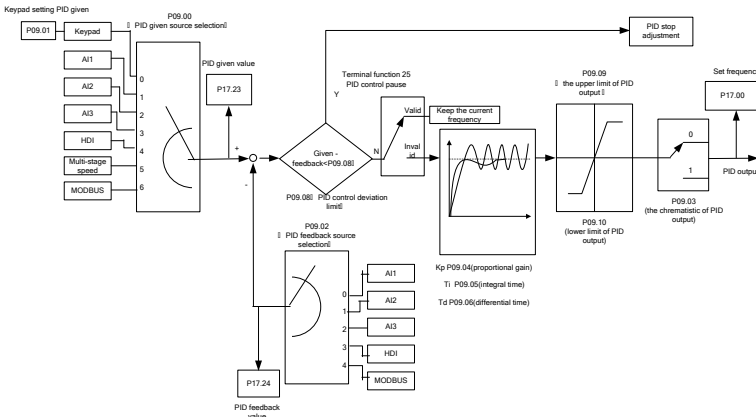 Keypad setting PID given
P09.01
Keypad
AI1
AI2
AI3
HDI
Multi-stage
speed
MODBUS
P09.00
PID given source selection
0
1
2
3
4
5
6
PID given value
P17.23
+
-
Given -
feedback<P09.08
Y
N
P09.08 PID control deviation
limit
Terminal function 25
PID control pause
Valid
Inval
id
Keep the current
frequency
PID stop
adjustment
P09.09
the upper limit of PID
output
P09.10
(lower limit of PID
output)
Set frequenc
P17.00
0
1
PID outpu
P09.03
(the chrematistic of PID
output)
Kp P09.04(proportional gain)
Ti P09.05(integral time)
Td P09.06(differential time)
P09.02
PID feedback source
selection
0
1
2
3
4
AI1
AI2
AI3
HDI
MODBUS
P17.24
PID feedback
value